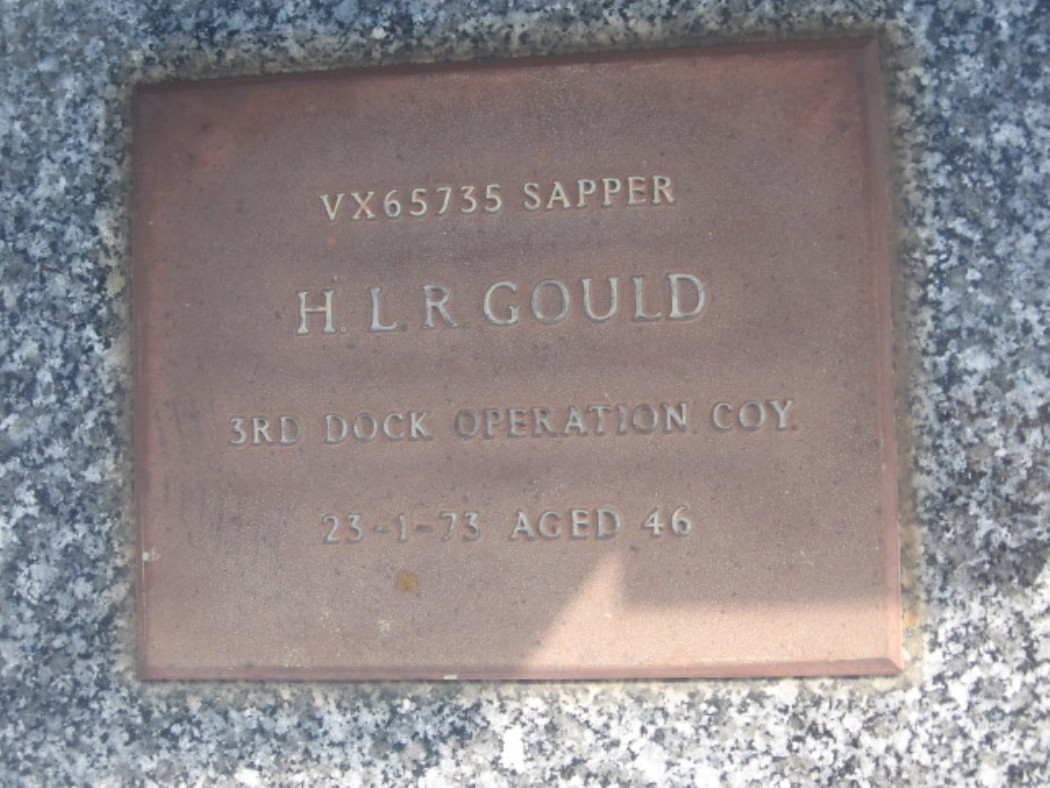 VX65735 SAPPER
H. L. R. GOULD
3RD DOCK OPERATION COY.
23-1-73 AGED 46